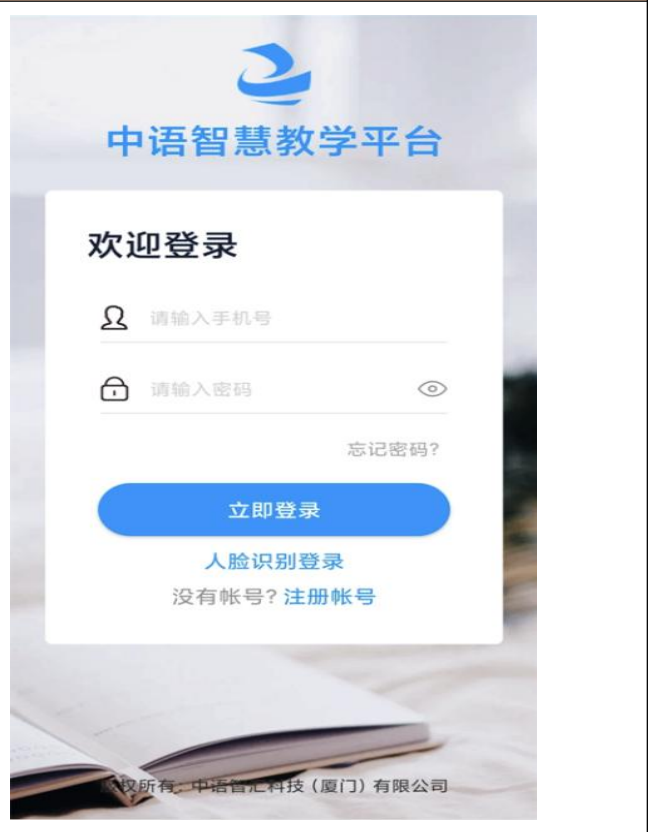 中语智慧教学平台
欢迎登录
请输入手机号
请输入密码
忘记密码?
立即登录
人脸识别登录
没有帐号? 注册帐号
版权所有: 中语智汇科技 (厦门) 有限公司